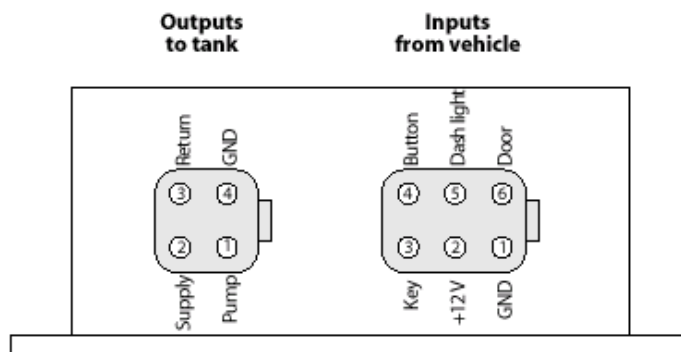 Outputs
to tank
Inputs
from vehicle
Return
GND
3
4
2
1
Supply
Pump
Button
Dash light
Door
4
5
6
3
2
1
Key
+12 V
GND